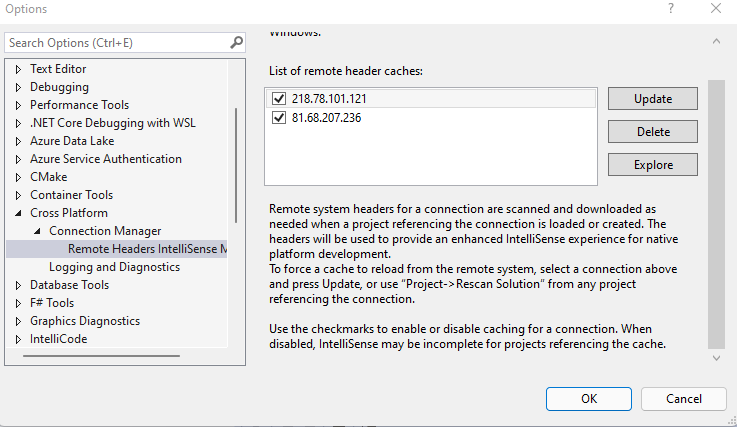 Options
Search Options (Ctrl+E)
Text Editor
Debugging
Performance Tools
.NET Core Debugging with WSL
Azure Data Lake
Azure Service Authentication
CMake
Container Tools
Cross Platform
Connection Manager
Remote Headers IntelliSense M
Logging and Diagnostics
Database Tools
F# Tools
Graphics Diagnostics
IntelliCode
Windows.
List of remote header caches:
218.78.101.121
81.68.207.236
Update
Delete
Explore
Remote system headers for a connection are scanned and downloaded as
needed when a project referencing the connection is loaded or created. The
headers will be used to provide an enhanced IntelliSense experience for native
platform development.
To force a cache to reload from the remote system, select a connection above
and press Update, or use “Project->Rescan Solution” from any project
referencing the connection.
Use the checkmarks to enable or disable caching for a connection. When
disabled, IntelliSense may be incomplete for projects referencing the cache.
OK
Cancel